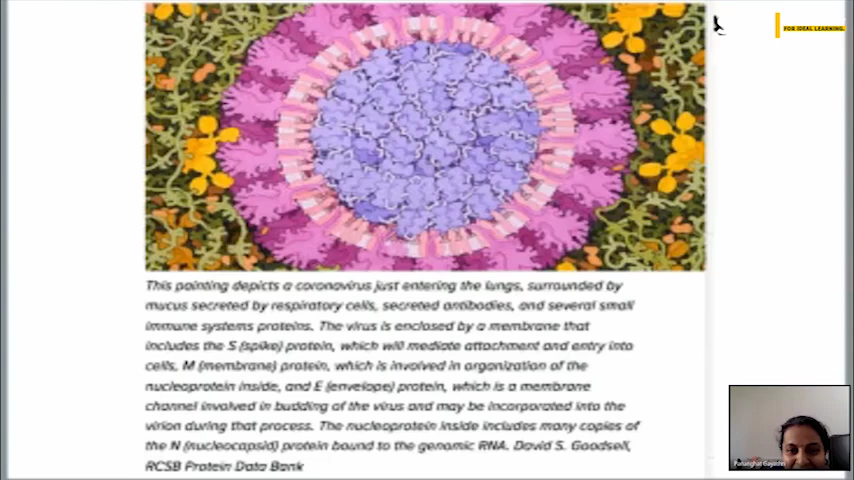 FOR IDEAL LEARNING.
This painting depicts a coronavirus just entering the lungs, surrounded by
mucus secreted by respiratory cells, secreted antibodies, and several small
immune systems proteins. The virus is enclosed by a membrane that
includes the S (spike) protein, which will mediate attachment and entry into
cells, M (membrane) protein, which is involved in organization of the
nucleoprotein inside, and E (envelope) protein, which is a membrane
channel involved in budding of the virus and may be incorporated into the
virion during that process. The nucleoprotein inside includes many copies of
the N (nucleocapsid) protein bound to the genomic RNA. David S. Goodsell,
RCSB Protein Data Bank